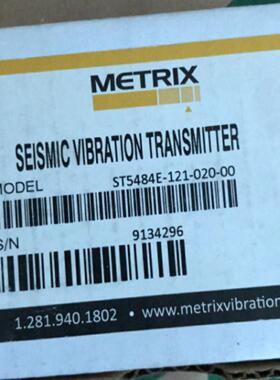 METRIX
SEISMIC VIBRATION TRANSMITTER
MODEL ST5484E-121-020-00
S/N 9134296
1.281.940.1802 • www.metrixvibration